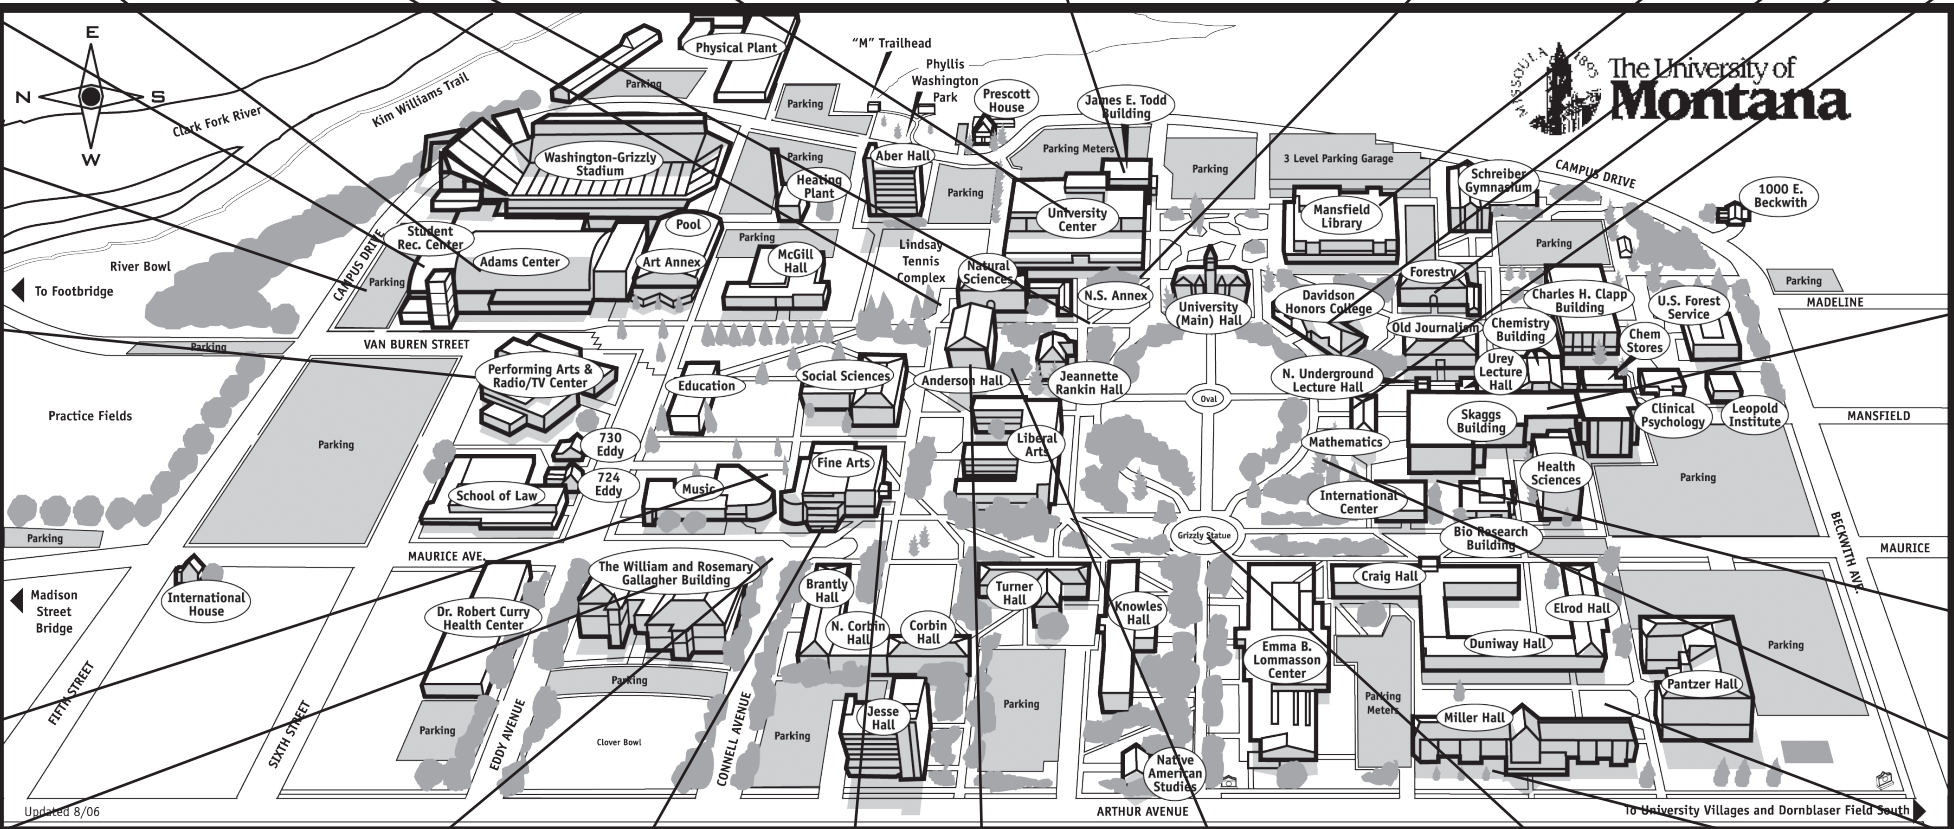 E
N
S
W
Clark Fork River
Kim Williams Trail
Physical Plant
Parking
"M" Trailhead
Phyllis
Washington
Park
Prescott
House
James E. Todd
Building
MISSOULA 1893
The University of
Montana
Parking
Washington-Grizzly
Stadium
Parking
Heating
Plant
Aber Hall
Parking
Parking Meters
Parking
3 Level Parking Garage
Schreiber
Gymnasium
CAMPUS DRIVE
1000 E.
Beckwith
Student
Rec. Center
Pool
Adams Center
Art Annex
Parking
McGill
Hall
Lindsay
Tennis
Complex
University
Center
Mansfield
Library
Parking
River Bowl
To Footbridge
CAMPUS DRIVE
Parking
Natural
Sciences
N.S. Annex
University
(Main) Hall
Davidson
Honors College
Forestry
Charles H. Clapp
Building
U.S. Forest
Service
Parking
MADELINE
Parking
VAN BUREN STREET
Old Journalism
Chemistry
Building
Chem
Stores
Performing Arts &
Radio/TV Center
Education
Social Sciences
Anderson Hall
Jeannette
Rankin Hall
N. Underground
Lecture Hall
Urey
Lecture
Hall
Oval
Practice Fields
Parking
730
Eddy
Liberal
Arts
Mathematics
Skaggs
Building
Clinical
Psychology
Leopold
Institute
MANSFIELD
School of Law
724
Eddy
Music
Fine Arts
International
Center
Health
Sciences
Parking
Parking
MAURICE AVE.
Grizzly Statue
Bio Research
Building
BECKWITH AVE.
MAURICE
Madison
Street
Bridge
International
House
Dr. Robert Curry
Health Center
The William and Rosemary
Gallagher Building
Brantly
Hall
N. Corbin
Hall
Corbin
Hall
Turner
Hall
Knowles
Hall
Emma B.
Lommasson
Center
Craig Hall
Elrod Hall
Duniway Hall
Parking
Pantzer Hall
FIFTH STREET
SIXTH STREET
Parking
EDDY AVENUE
Parking
Clover Bowl
CONNELL AVENUE
Parking
Jesse
Hall
Parking
Native
American
Studies
Parking
Meters
Miller Hall
Updated 8/06
ARTHUR AVENUE
To University Villages and Dornblaser Field South